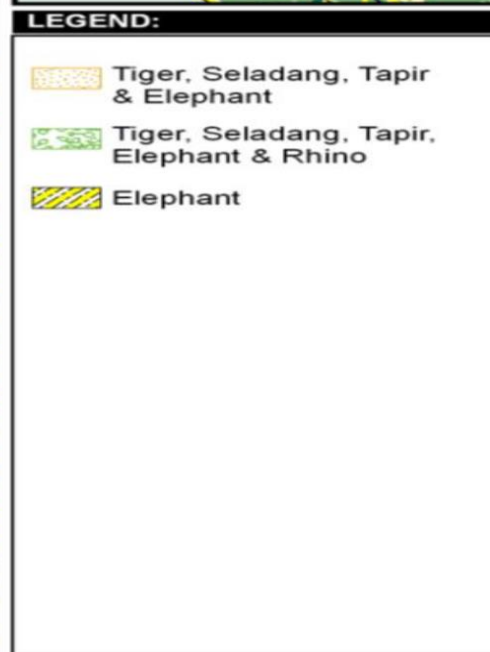 LEGEND:
Tiger, Seladang, Tapir
& Elephant
Tiger, Seladang, Tapir,
Elephant & Rhino
Elephant